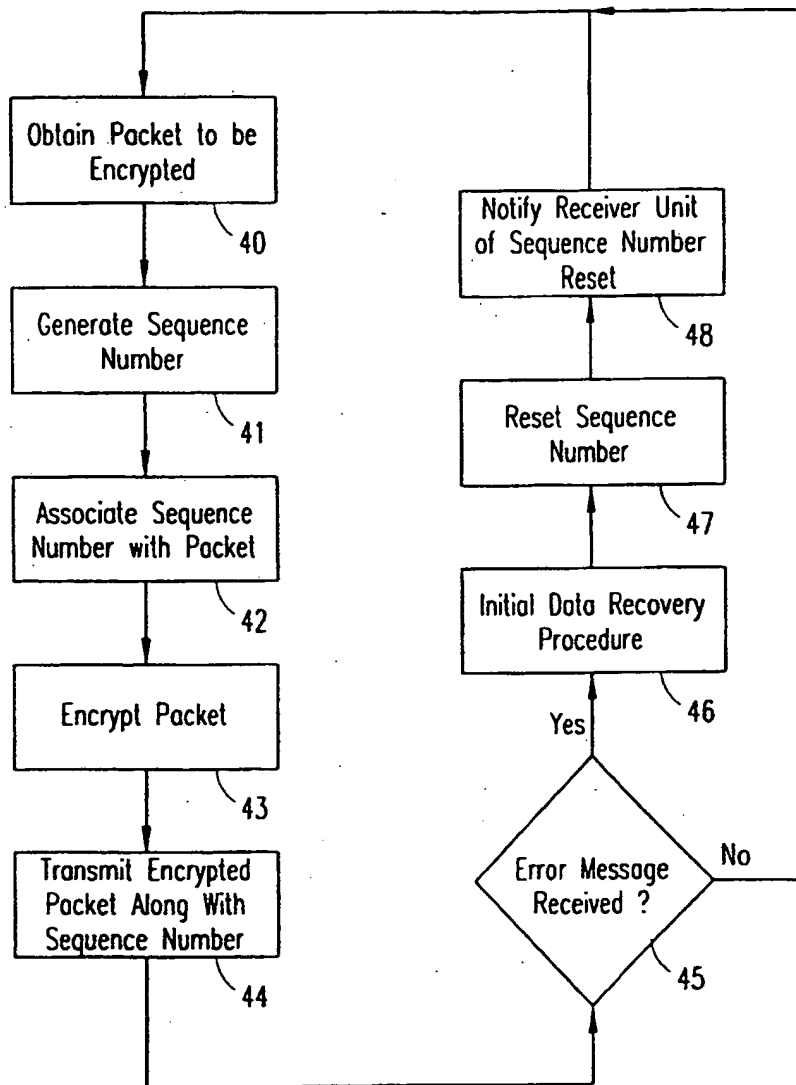 Obtain Packet to be
Encrypted
40
Generate Sequence
Number
41
Associate Sequence
Number with Packet
42
Encrypt Packet
43
Transmit Encrypted
Packet Along With
Sequence Number
44
Error Message
Received ?
45
Yes
No
Initial Data Recovery
Procedure
46
Reset Sequence
Number
47
Notify Receiver Unit
of Sequence Number
Reset
48